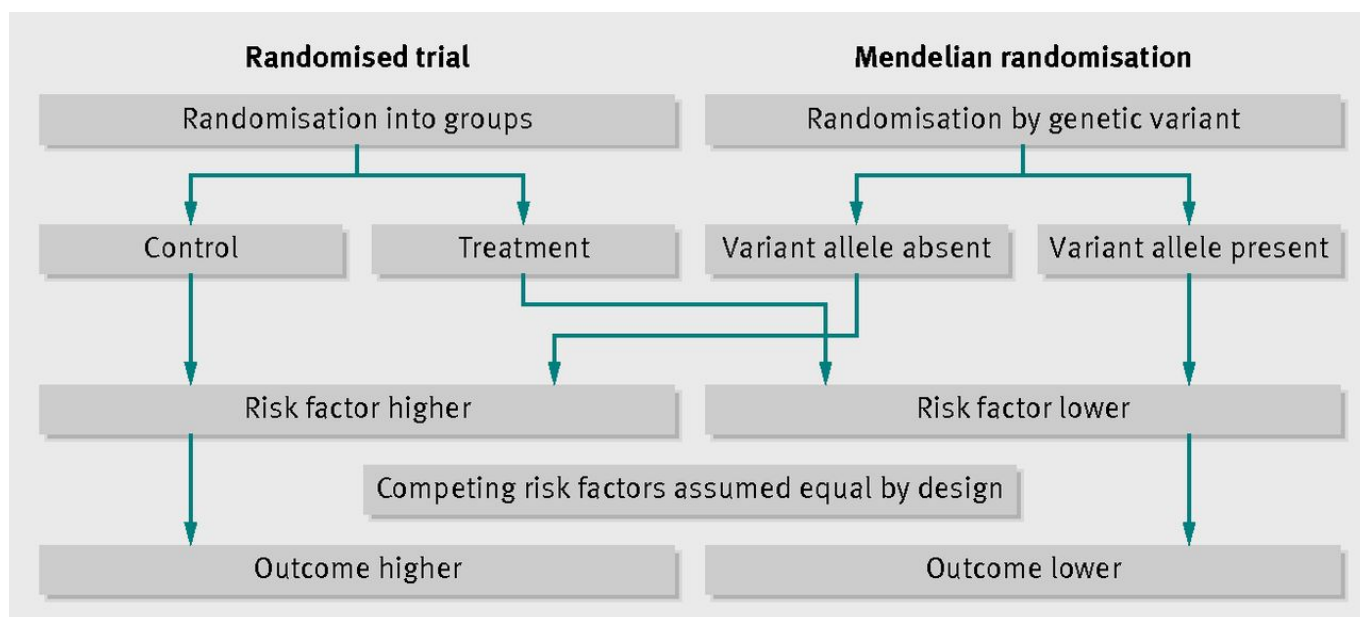 Randomised trial
Mendelian randomisation
Randomisation into groups
Randomisation by genetic variant
Control
Treatment
Variant allele absent
Variant allele present
Risk factor higher
Risk factor lower
Competing risk factors assumed equal by design
Outcome higher
Outcome lower